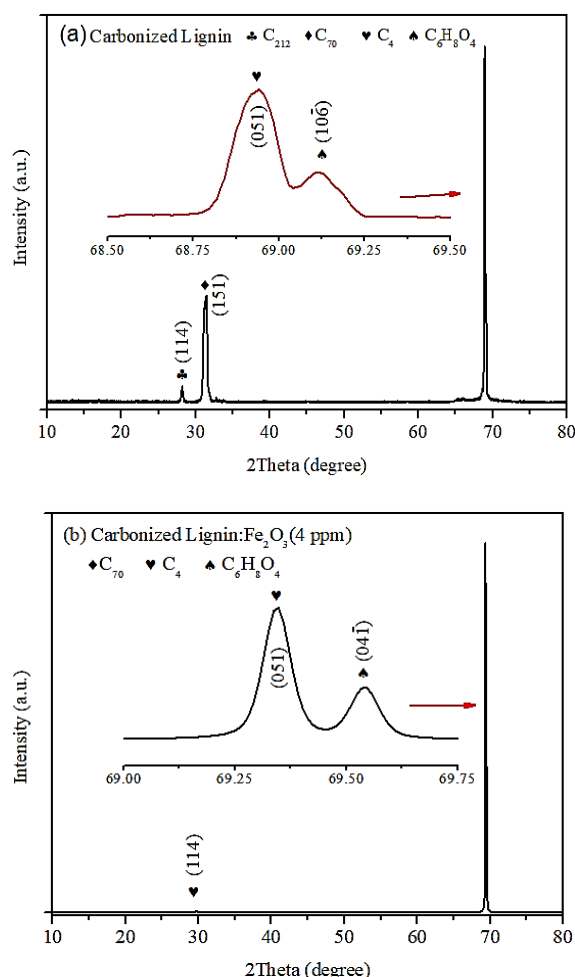 (a) Carbonized Lignin ♣ C₂₁₂ ♦ C₇₀ ♥ C₄ ♠ C₆H₈O₄
♥
(051)
(106̅)
♠
68.50 68.75 69.00 69.25 69.50
♦
(151)
(114)
♣
Intensity (a.u.)
10 20 30 40 50 60 70 80
2Theta (degree)
(b) Carbonized Lignin:Fe₂O₃(4 ppm)
♦C₇₀ ♥ C₄ ♠ C₆H₈O₄
♥
(051)
(04̅1̅)
♠
69.00 69.25 69.50 69.75
(114)
♥
Intensity (a.u.)
10 20 30 40 50 60 70 80
2Theta (degree)